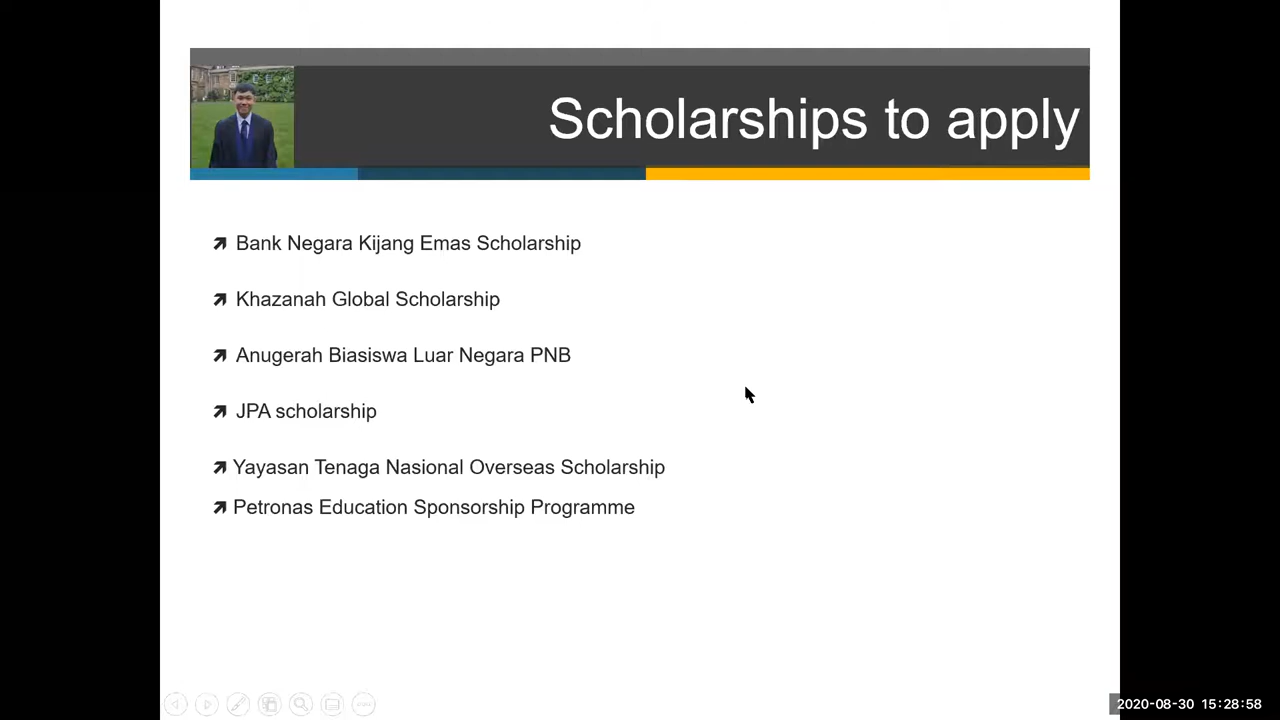 Scholarships to apply
Bank Negara Kijang Emas Scholarship
Khazanah Global Scholarship
Anugerah Biasiswa Luar Negara PNB
JPA scholarship
Yayasan Tenaga Nasional Overseas Scholarship
Petronas Education Sponsorship Programme
2020-08-30 15:28:58